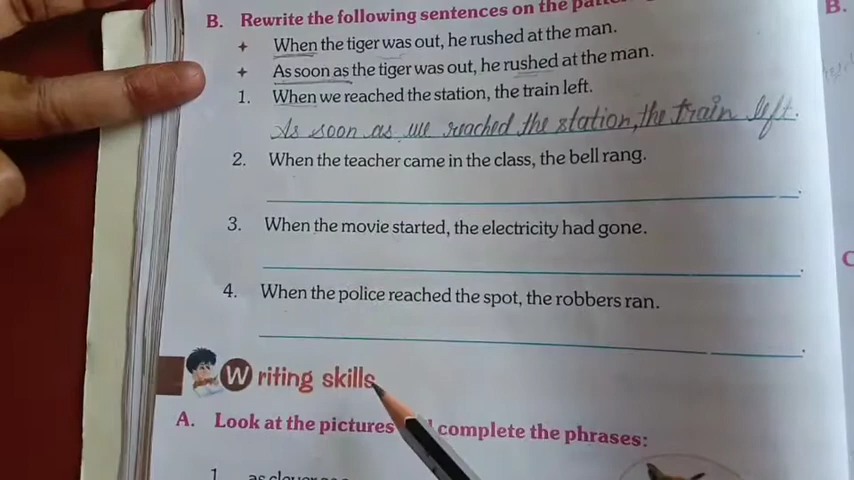 B. Rewrite the following sentences on the
+ When the tiger was out, he rushed at the man.
+ As soon as the tiger was out, he rushed at the man.
1. When we reached the station, the train left.
As soon as we reached the station, the train left.
2. When the teacher came in the class, the bell rang.
3. When the movie started, the electricity had gone.
4. When the police reached the spot, the robbers ran.
Writing skills
A. Look at the pictures complete the phrases:
1 as clever as
B.
C